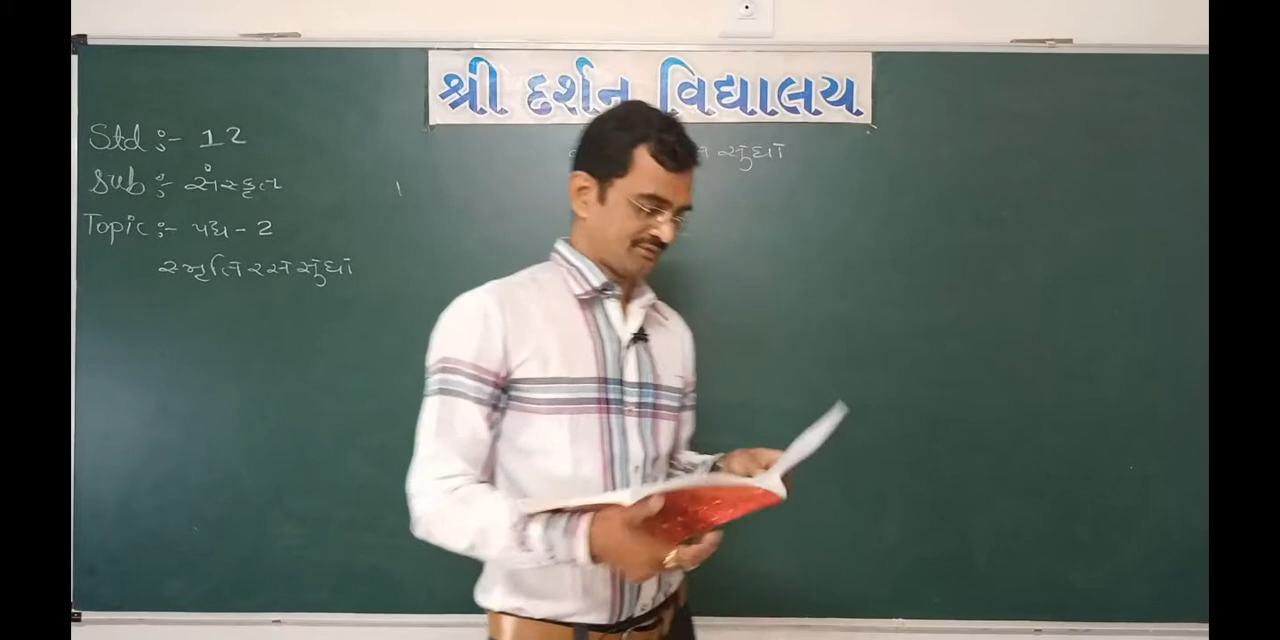 શ્રી દર્શન વિદ્યાલય
Std :- 12
Sub :- સંસ્કૃત
Topic :- પદ્ય - 2
સ્મૃતિરસસુધા
સુધા